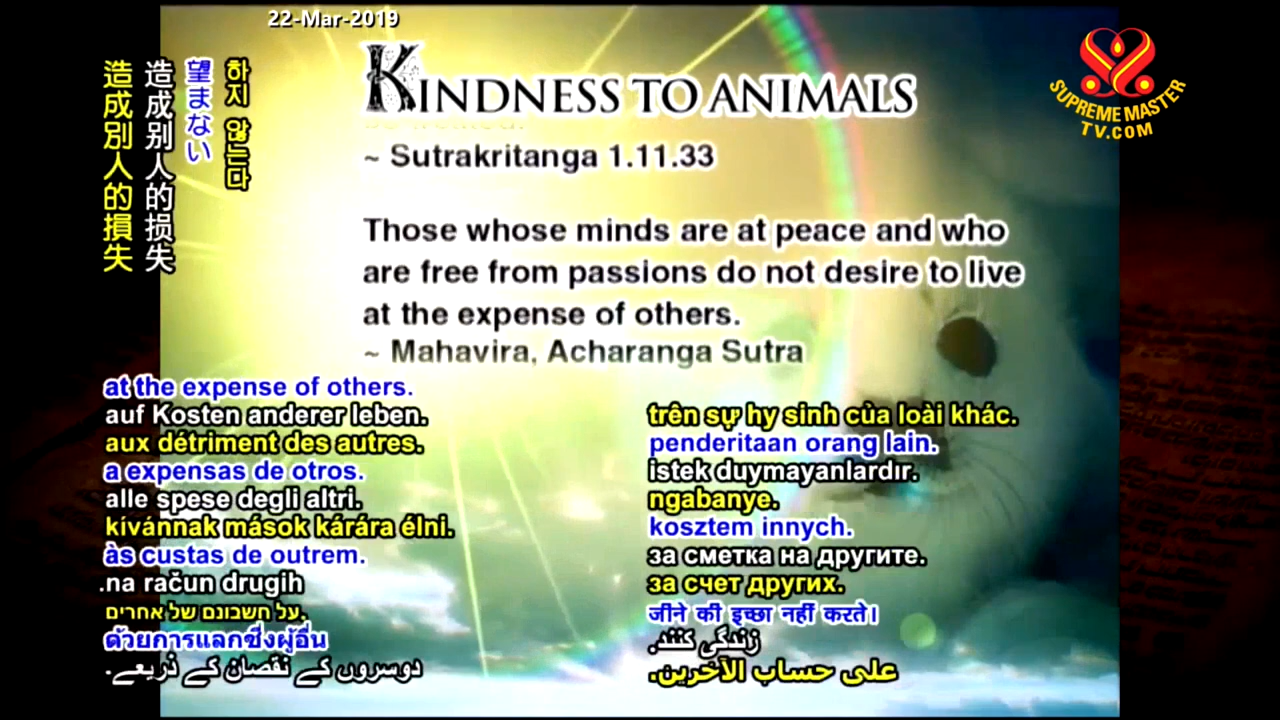 22-Mar-2019
KINDNESS TO ANIMALS
SUPREME MASTER
TV.COM
~ Sutrakritanga 1.11.33
Those whose minds are at peace and who
are free from passions do not desire to live
at the expense of others.
~ Mahavira, Acharanga Sutra
하지 않는다
望まない
造成别人的损失
造成別人的損失
at the expense of others.
auf Kosten anderer leben.
aux détriment des autres.
a expensas de otros.
alle spese degli altri.
kívánnak mások kárára élni.
às custas de outrem.
na račun drugih.
על חשבונם של אחרים.
ด้วยการแลกซึ่งผู้อื่น
دوسروں کے نقصان کے ذریعے۔
trên sự hy sinh của loài khác.
penderitaan orang lain.
istek duymayanlardır.
ngabanye.
kosztem innych.
за сметка на другите.
за счет других.
जीने की इच्छा नहीं करते।
زندگی کنند.
على حساب الآخرين.